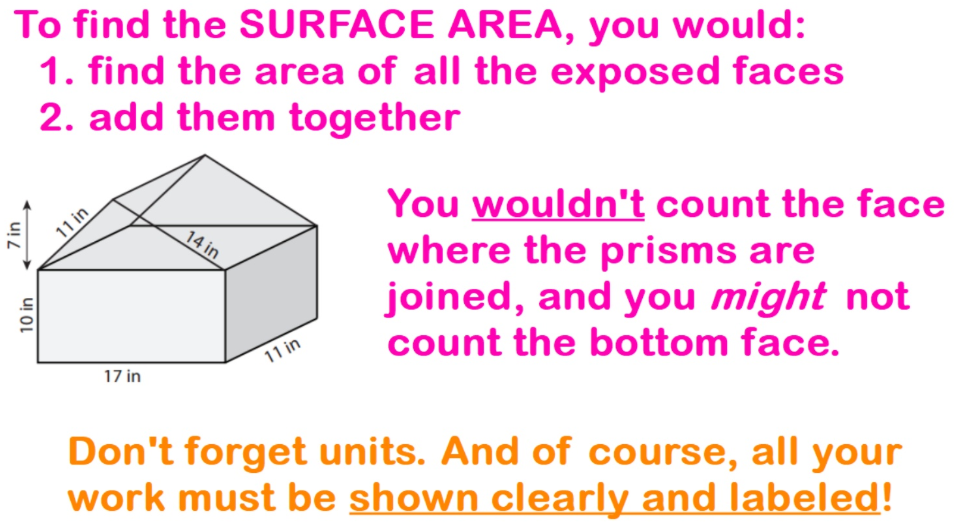 To find the SURFACE AREA, you would:
1. find the area of all the exposed faces
2. add them together
7 in
11 in
14 in
10 in
11 in
17 in
You wouldn't count the face
where the prisms are
joined, and you might not
count the bottom face.
Don't forget units. And of course, all your
work must be shown clearly and labeled!